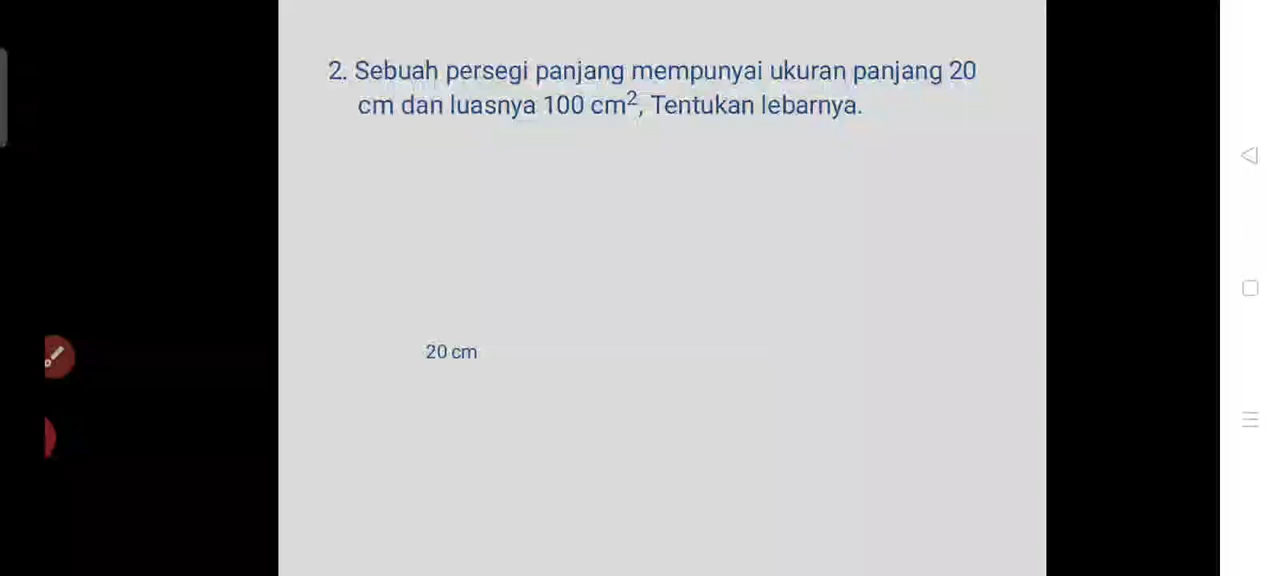 2. Sebuah persegi panjang mempunyai ukuran panjang 20
cm dan luasnya 100 cm², Tentukan lebarnya.
20 cm